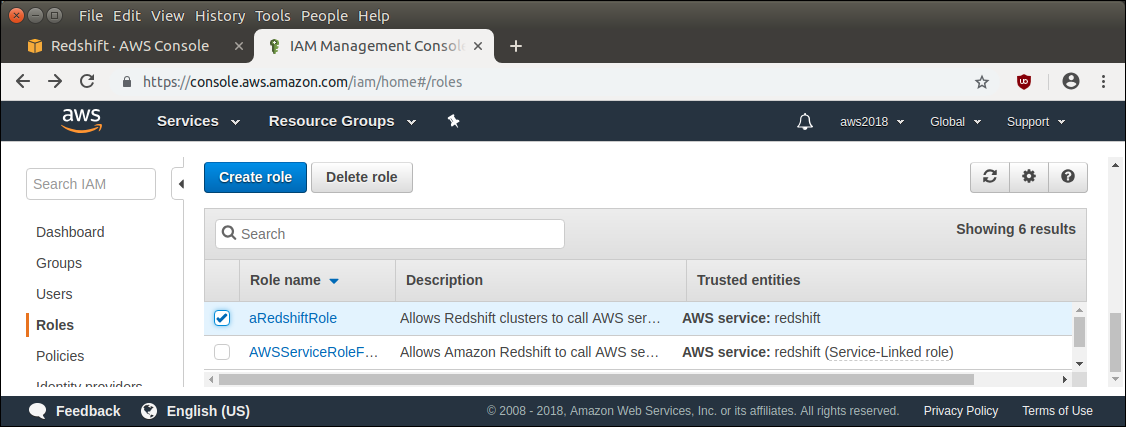 File Edit View History Tools People Help
Redshift · AWS Console
IAM Management Consol
https://console.aws.amazon.com/iam/home#/roles
aws Services Resource Groups aws2018 Global Support
Search IAM
Create role Delete role
Dashboard
Groups
Users
Roles
Policies
Identity providers
Search Showing 6 results
Role name Description Trusted entities
aRedshiftRole Allows Redshift clusters to call AWS ser… AWS service: redshift
AWSServiceRoleF… Allows Amazon Redshift to call AWS se… AWS service: redshift (Service-Linked role)
Feedback English (US) © 2008 - 2018, Amazon Web Services, Inc. or its affiliates. All rights reserved. Privacy Policy Terms of Use